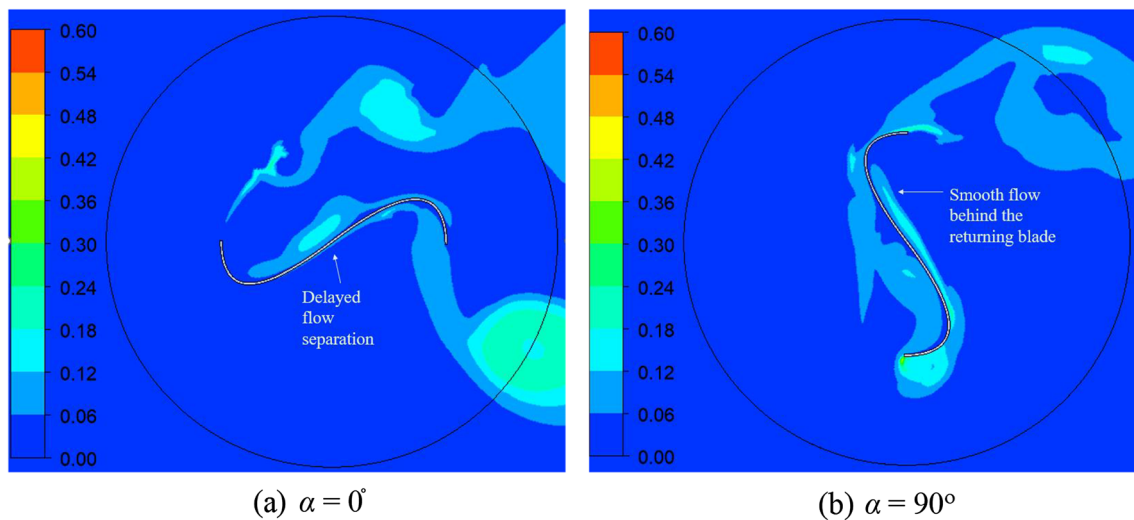 0.60
0.54
0.48
0.42
0.36
0.30
0.24
0.18
0.12
0.06
0.00
Delayed
flow
separation
(a) α = 0°
0.60
0.54
0.48
0.42
0.36
0.30
0.24
0.18
0.12
0.06
0.00
Smooth flow
behind the
returning blade
(b) α = 90°